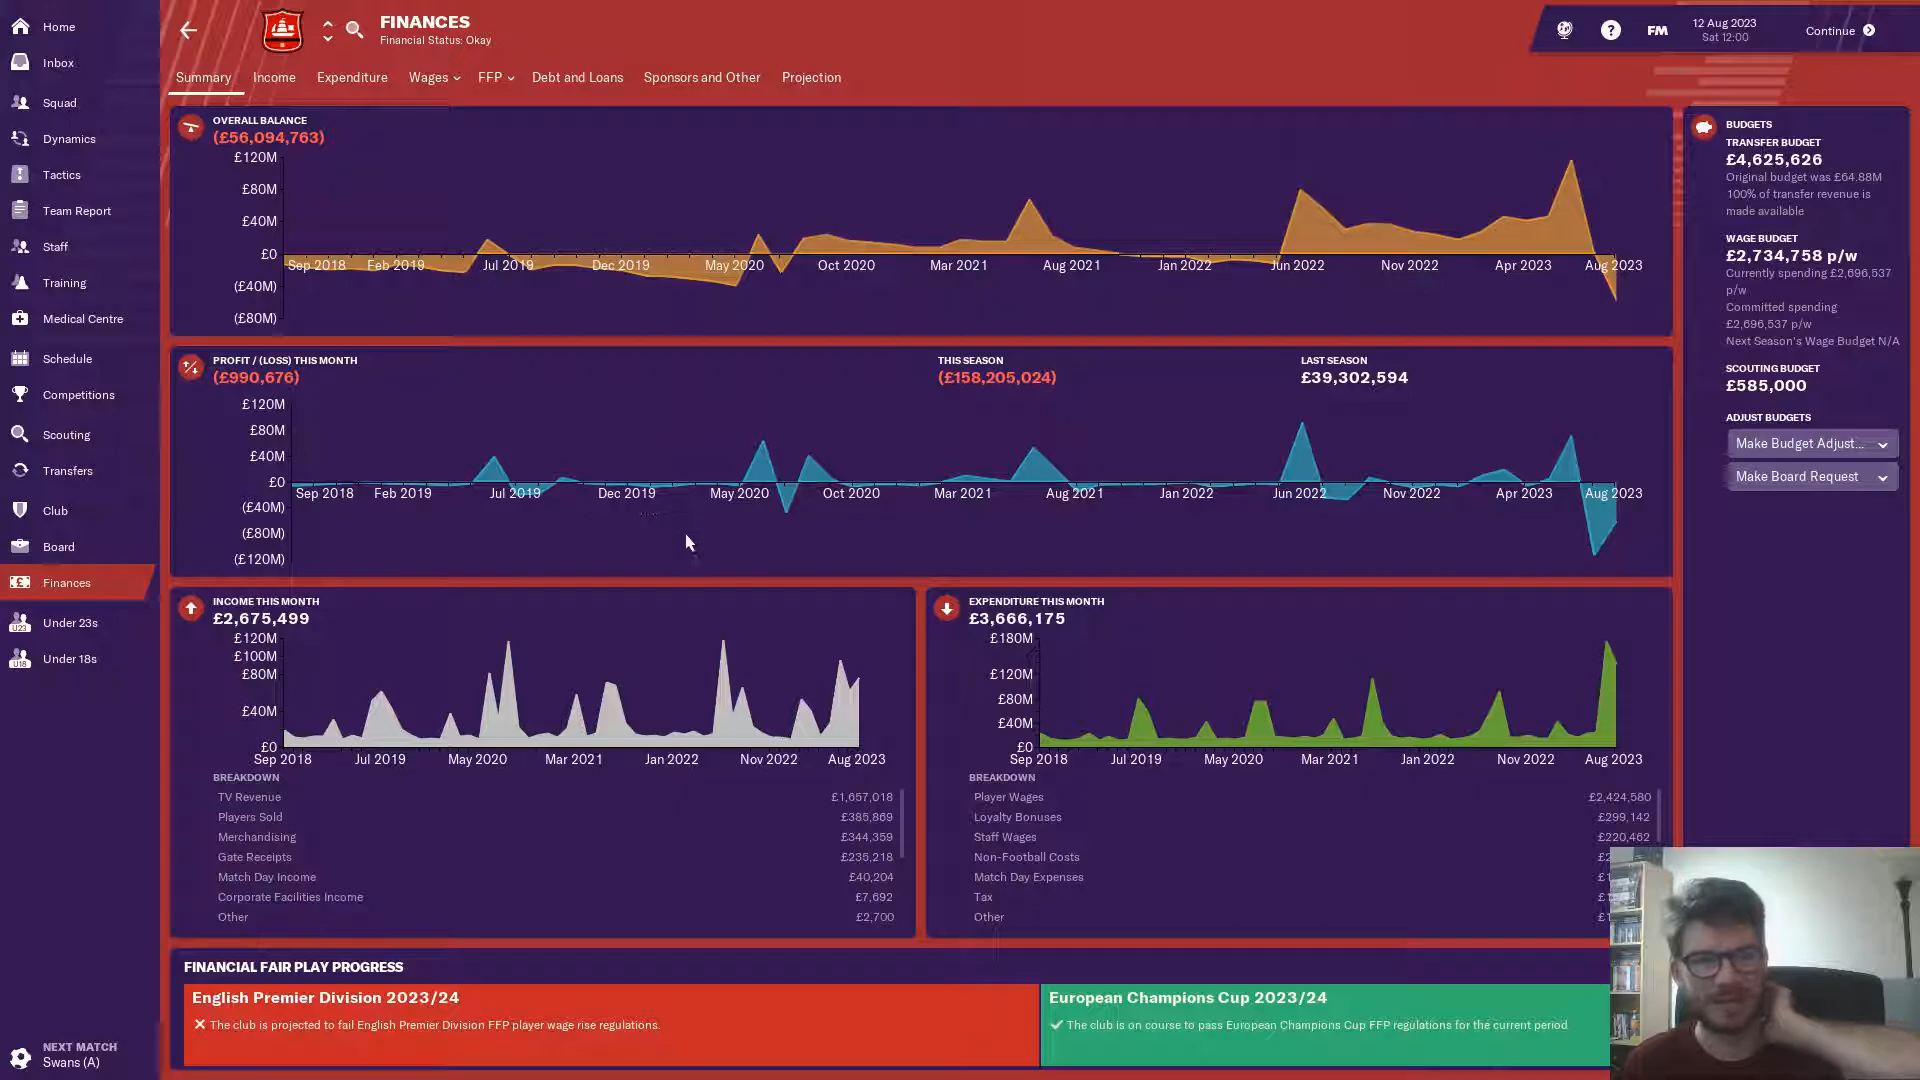 Home
Inbox
Squad
Dynamics
Tactics
Team Report
Staff
Training
Medical Centre
Schedule
Competitions
Scouting
Transfers
Club
Board
Finances
U23
Under 23s
U18
Under 18s
NEXT MATCH
Swans (A)
FINANCES
Financial Status: Okay
FM
12 Aug 2023
Sat 12:00
Continue
Summary
Income
Expenditure
Wages
FFP
Debt and Loans
Sponsors and Other
Projection
OVERALL BALANCE
(£56,094,763)
£120M
£80M
£40M
£0
(£40M)
(£80M)
Sep 2018 Feb 2019 Jul 2019 Dec 2019 May 2020 Oct 2020 Mar 2021 Aug 2021 Jan 2022 Jun 2022 Nov 2022 Apr 2023 Aug 2023
PROFIT / (LOSS) THIS MONTH
(£990,676)
THIS SEASON
(£158,205,024)
LAST SEASON
£39,302,594
£120M
£80M
£40M
£0
(£40M)
(£80M)
(£120M)
Sep 2018 Feb 2019 Jul 2019 Dec 2019 May 2020 Oct 2020 Mar 2021 Aug 2021 Jan 2022 Jun 2022 Nov 2022 Apr 2023 Aug 2023
INCOME THIS MONTH
£2,675,499
£120M
£100M
£80M
£40M
£0
Sep 2018 Jul 2019 May 2020 Mar 2021 Jan 2022 Nov 2022 Aug 2023
BREAKDOWN
TV Revenue £1,657,018
Players Sold £385,869
Merchandising £344,359
Gate Receipts £235,218
Match Day Income £40,204
Corporate Facilities Income £7,692
Other £2,700
EXPENDITURE THIS MONTH
£3,666,175
£180M
£120M
£80M
£40M
£0
Sep 2018 Jul 2019 May 2020 Mar 2021 Jan 2022 Nov 2022 Aug 2023
BREAKDOWN
Player Wages £2,424,580
Loyalty Bonuses £299,142
Staff Wages £220,462
Non-Football Costs
Match Day Expenses
Tax
Other
FINANCIAL FAIR PLAY PROGRESS
English Premier Division 2023/24
The club is projected to fail English Premier Division FFP player wage rise regulations.
European Champions Cup 2023/24
The club is on course to pass European Champions Cup FFP regulations for the current period
BUDGETS
TRANSFER BUDGET
£4,625,626
Original budget was £64.88M
100% of transfer revenue is
made available
WAGE BUDGET
£2,734,758 p/w
Currently spending £2,696,537
p/w
Committed spending
£2,696,537 p/w
Next Season's Wage Budget N/A
SCOUTING BUDGET
£585,000
ADJUST BUDGETS
Make Budget Adjust...
Make Board Request